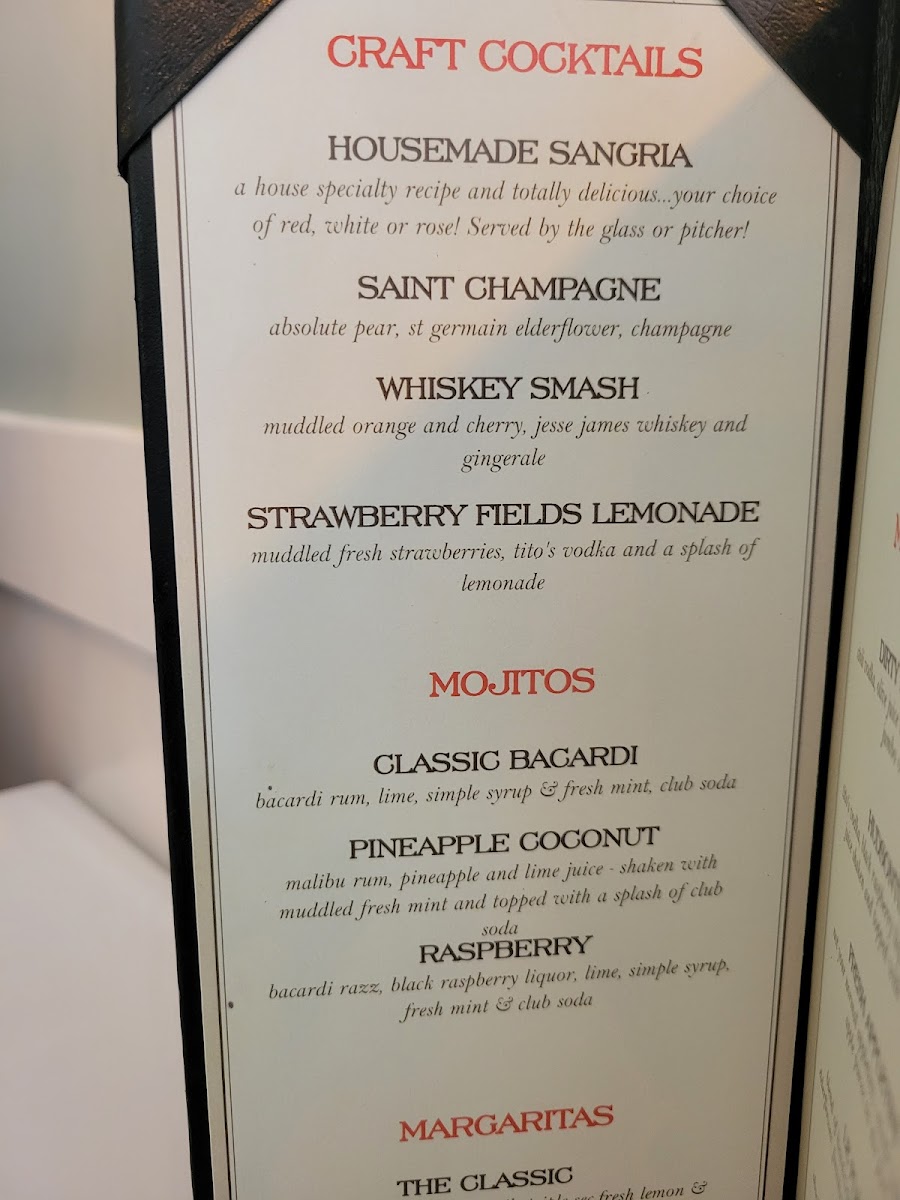 CRAFT COCKTAILS
HOUSEMADE SANGRIA
a house specialty recipe and totally delicious...your choice
of red, white or rose! Served by the glass or pitcher!
SAINT CHAMPAGNE
absolute pear, st germain elderflower, champagne
WHISKEY SMASH
muddled orange and cherry, jesse james whiskey and
gingerale
STRAWBERRY FIELDS LEMONADE
muddled fresh strawberries, tito's vodka and a splash of
lemonade
MOJITOS
CLASSIC BACARDI
bacardi rum, lime, simple syrup & fresh mint, club soda
PINEAPPLE COCONUT
malibu rum, pineapple and lime juice - shaken with
muddled fresh mint and topped with a splash of club
soda
RASPBERRY
bacardi razz, black raspberry liquor, lime, simple syrup,
fresh mint & club soda
MARGARITAS
THE CLASSIC
fresh lemon &
DIRTY